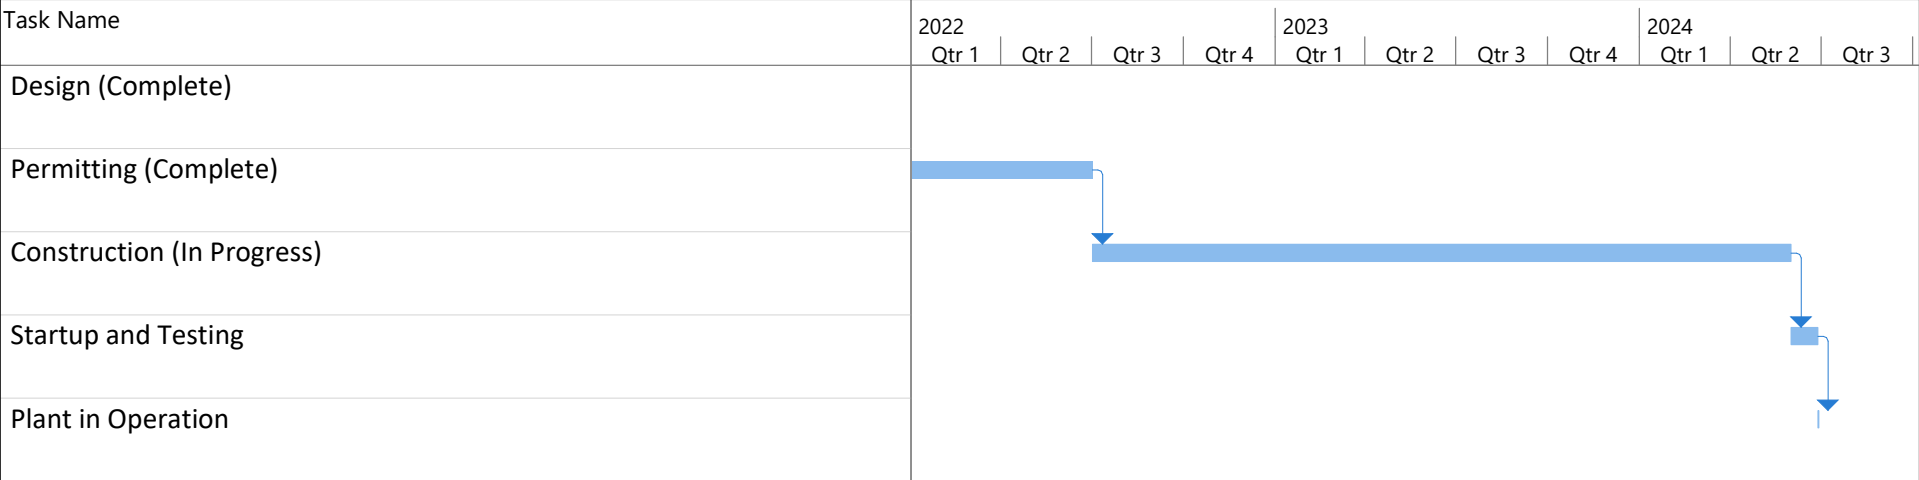 Task Name
2022 2023 2024
Qtr 1 Qtr 2 Qtr 3 Qtr 4 Qtr 1 Qtr 2 Qtr 3 Qtr 4 Qtr 1 Qtr 2 Qtr 3
Design (Complete)
Permitting (Complete)
Construction (In Progress)
Startup and Testing
Plant in Operation